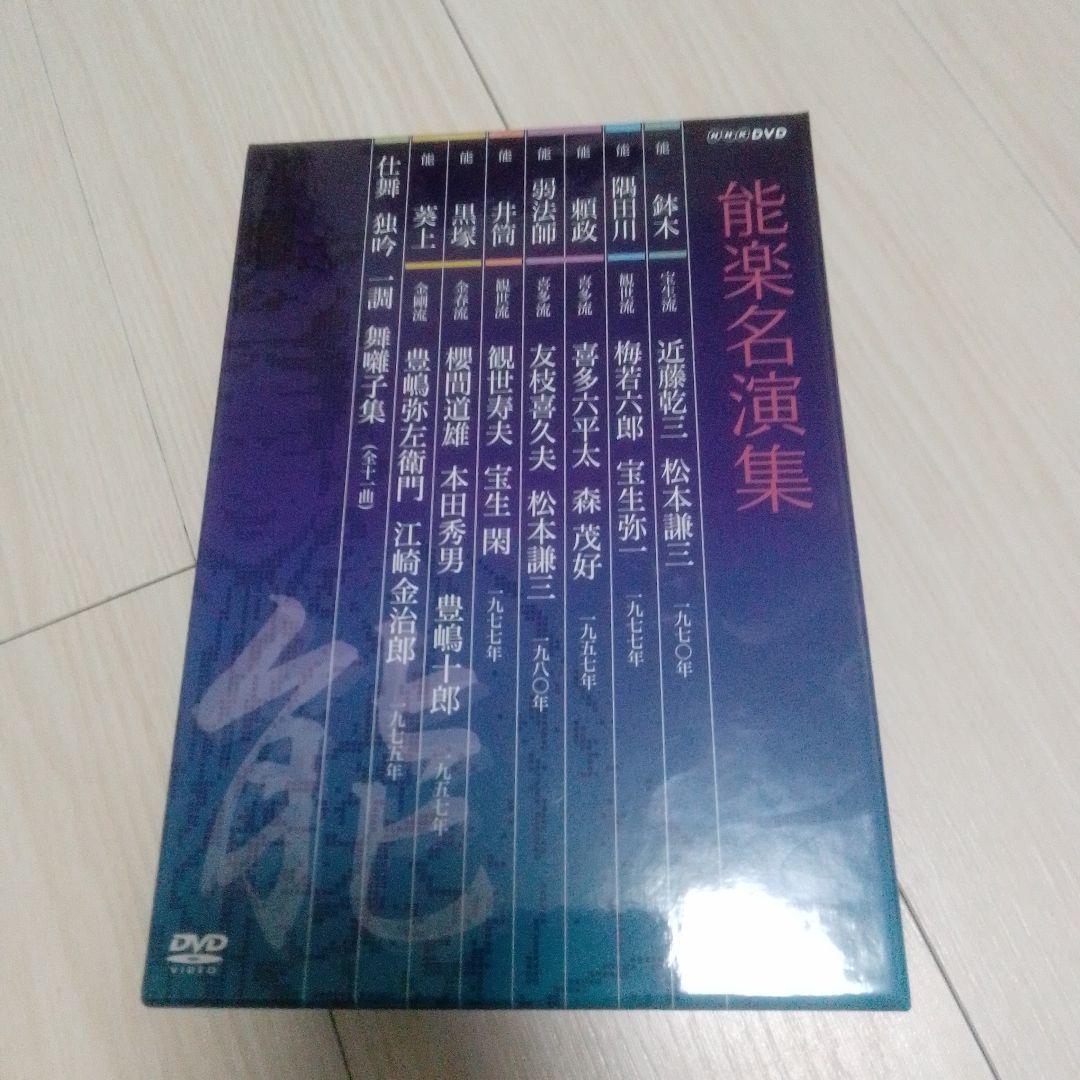 NHK DVD
能楽名演集
能 鉢木 宝生流 近藤乾三 松本謙三 一九七〇年
能 隅田川 観世流 梅若六郎 宝生弥一 一九七七年
能 頼政 喜多流 喜多六平太 森 茂好 一九五七年
能 弱法師 喜多流 友枝喜久夫 松本謙三 一九八〇年
能 井筒 観世流 観世寿夫 宝生 閑 一九七七年
能 黒塚 金春流 櫻間道雄 本田秀男 豊嶋十郎 一九五七年
能 葵上 金剛流 豊嶋弥左衛門 江崎金治郎 一九七五年
仕舞 独吟 一調 舞囃子集 (全十一曲)
能
DVD
VIDEO